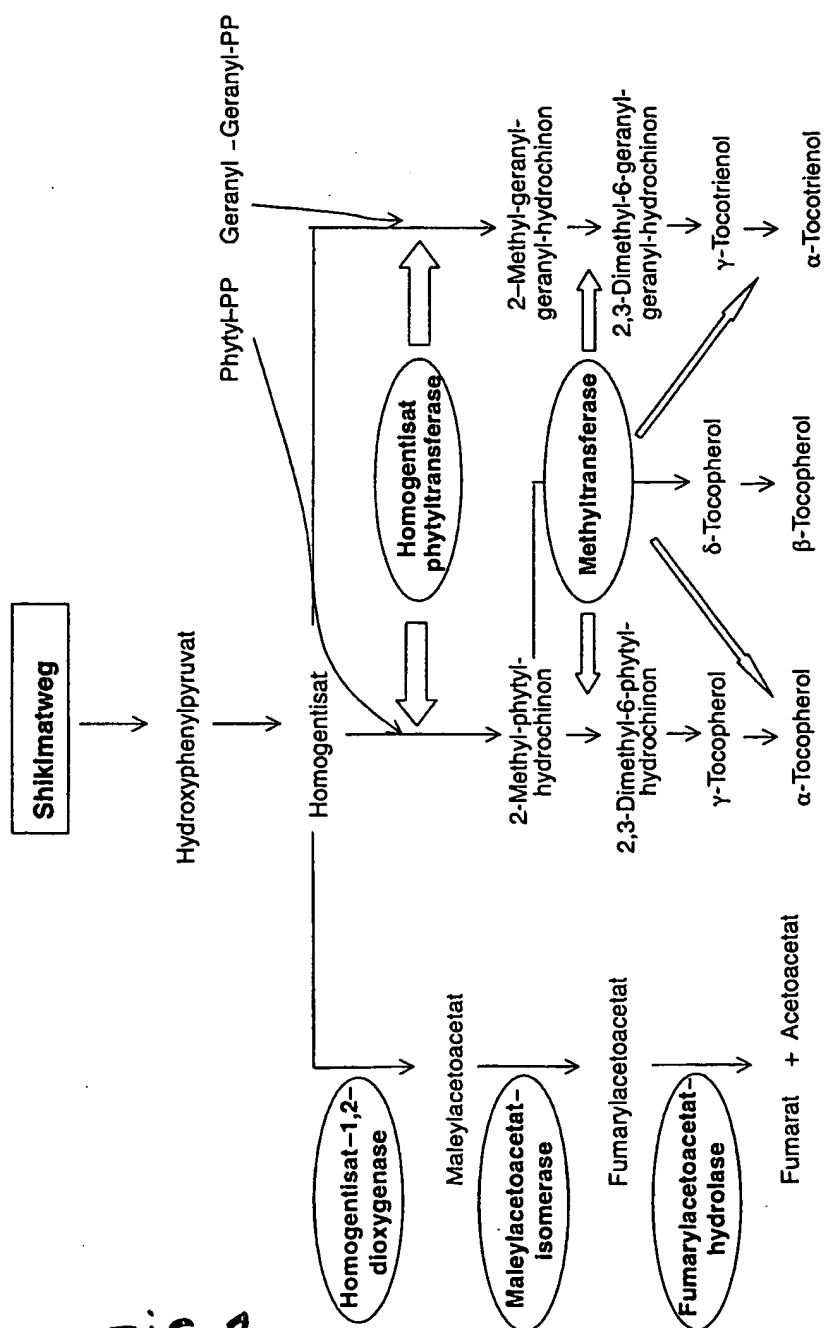 Shikimatweg
Hydroxyphenylpyruvat
Homogentisat
Phytyl-PP
Geranyl –Geranyl-PP
Homogentisat–1,2–
dioxygenase
Homogentisat
phytyltransferase
Maleylacetoacetat
2-Methyl-phytyl-
hydrochinon
2–Methyl-geranyl-
geranyl-hydrochinon
Maleylacetoacetat–
isomerase
Methyltransferase
Fumarylacetoacetat
2,3-Dimethyl-6-phytyl-
hydrochinon
2,3-Dimethyl-6-geranyl-
geranyl-hydrochinon
Fumarylacetoacetat-
hydrolase
γ-Tocopherol
δ-Tocopherol
γ-Tocotrienol
Fumarat + Acetoacetat
α-Tocopherol
β-Tocopherol
α-Tocotrienol